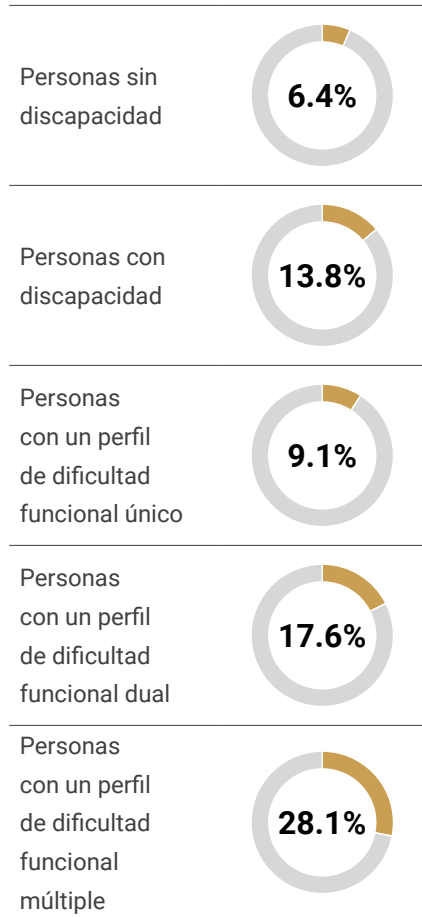 Personas sin
discapacidad
6.4%
Personas con
discapacidad
13.8%
Personas
con un perfil
de dificultad
funcional único
9.1%
Personas
con un perfil
de dificultad
funcional dual
17.6%
Personas
con un perfil
de dificultad
funcional
múltiple
28.1%